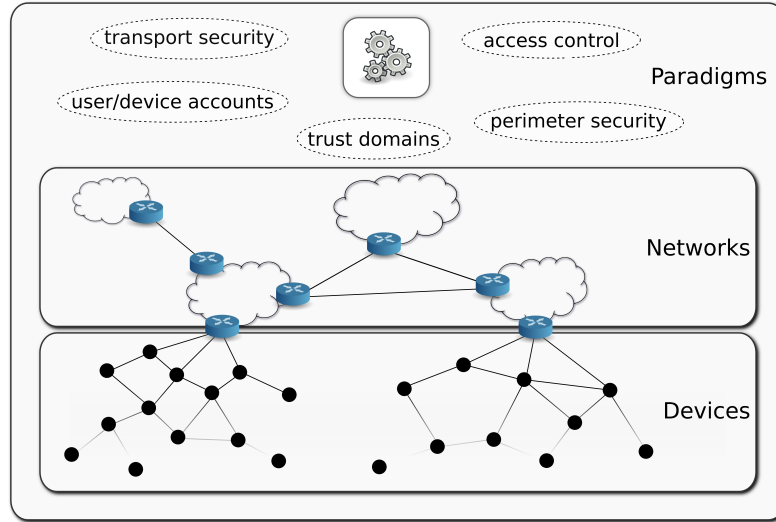 transport security
access control
Paradigms
user/device accounts
perimeter security
trust domains
Networks
Devices